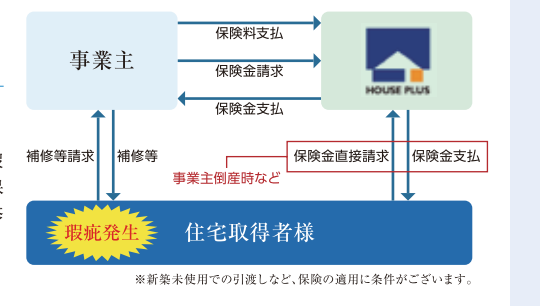 事業主
保険料支払
保険金請求
保険金支払
HOUSE PLUS
補修等請求
補修等
保険金直接請求
保険金支払
事業主倒産時など
瑕疵発生
住宅取得者様
※新築未使用での引渡しなど、保険の適用に条件がございます。